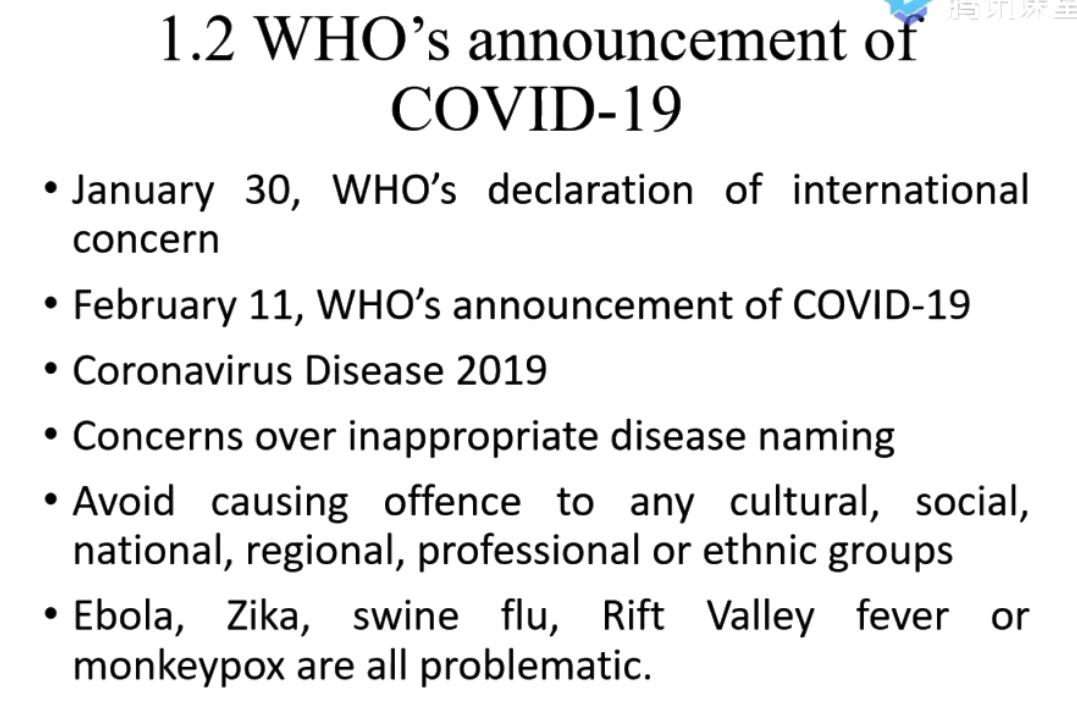 腾讯课堂
1.2 WHO’s announcement of
COVID-19
• January 30, WHO’s declaration of international
concern
• February 11, WHO’s announcement of COVID-19
• Coronavirus Disease 2019
• Concerns over inappropriate disease naming
• Avoid causing offence to any cultural, social,
national, regional, professional or ethnic groups
• Ebola, Zika, swine flu, Rift Valley fever or
monkeypox are all problematic.